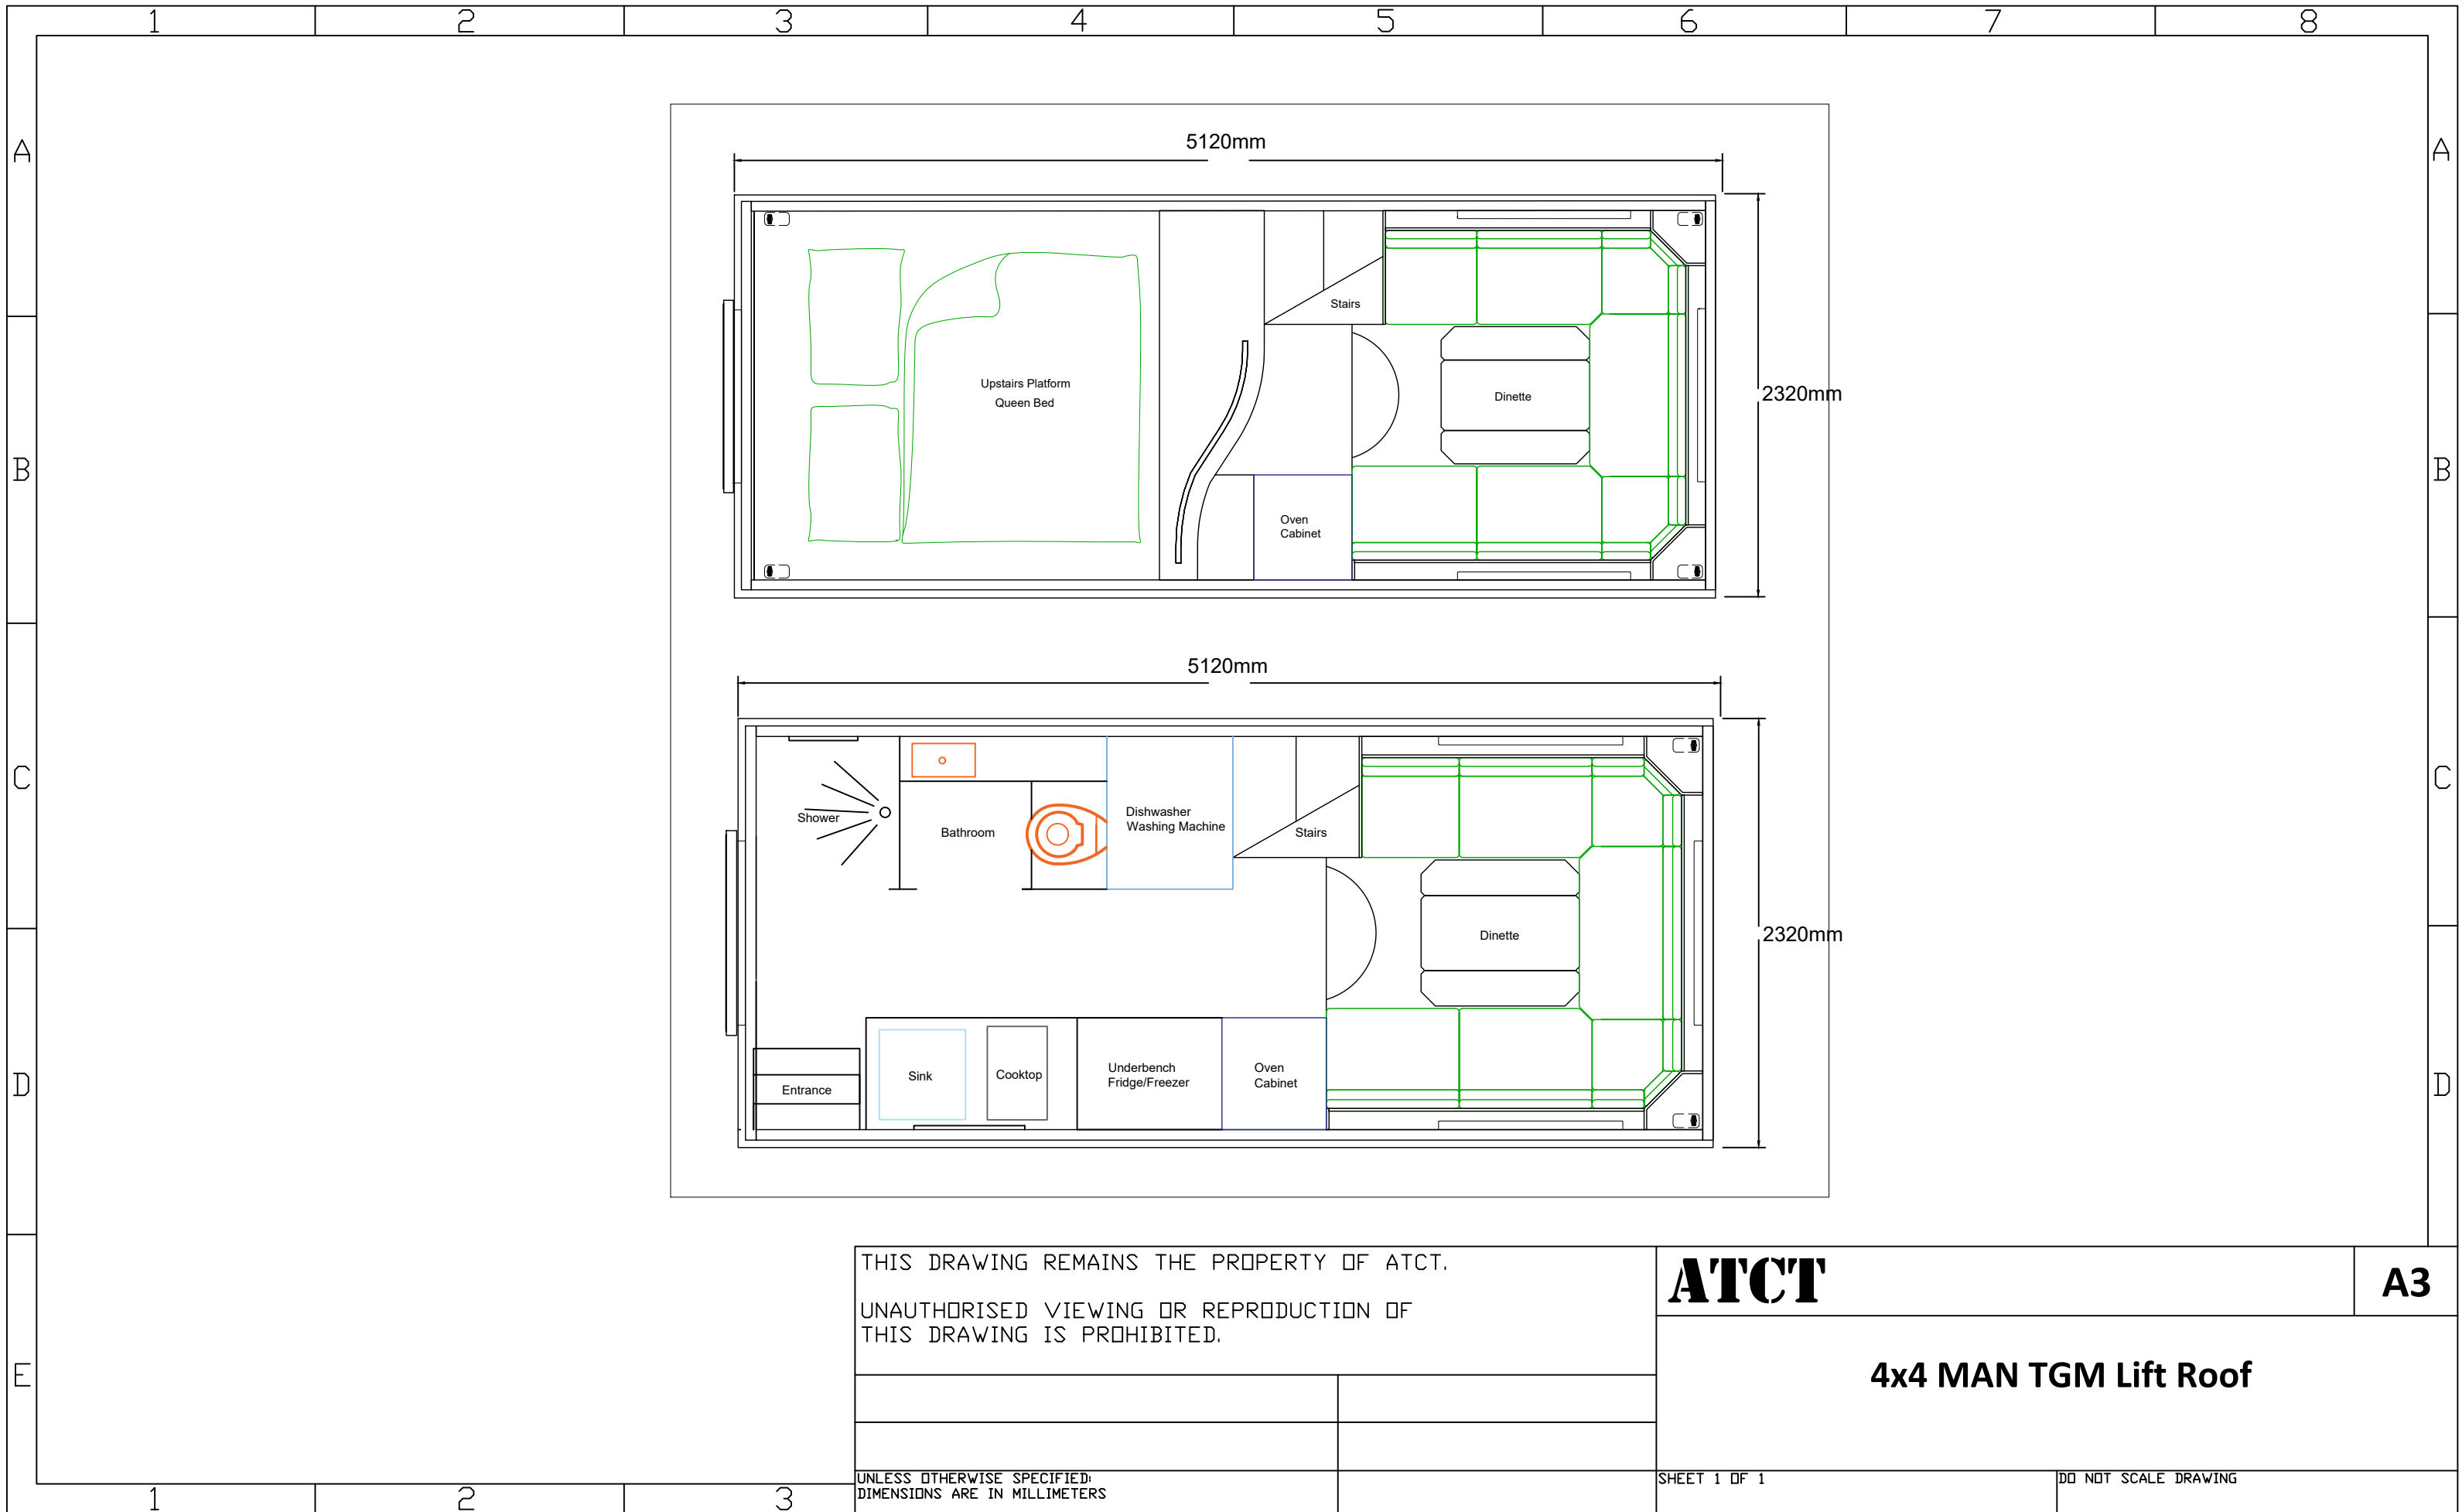 1 2 3 4 5 6 7 8
A A
5120mm
Stairs
Upstairs Platform
Queen Bed
Dinette
2320mm
B B
Oven
Cabinet
5120mm
C C
Shower
Bathroom
Dishwasher
Washing Machine
Stairs
Dinette
2320mm
Sink
Cooktop
Underbench
Fridge/Freezer
Oven
Cabinet
Entrance
D D
THIS DRAWING REMAINS THE PROPERTY OF ATCT.
UNAUTHORISED VIEWING OR REPRODUCTION OF
THIS DRAWING IS PROHIBITED.
ATCT
A3
4x4 MAN TGM Lift Roof
E
UNLESS OTHERWISE SPECIFIED:
DIMENSIONS ARE IN MILLIMETERS
SHEET 1 OF 1
DO NOT SCALE DRAWING
1 2 3